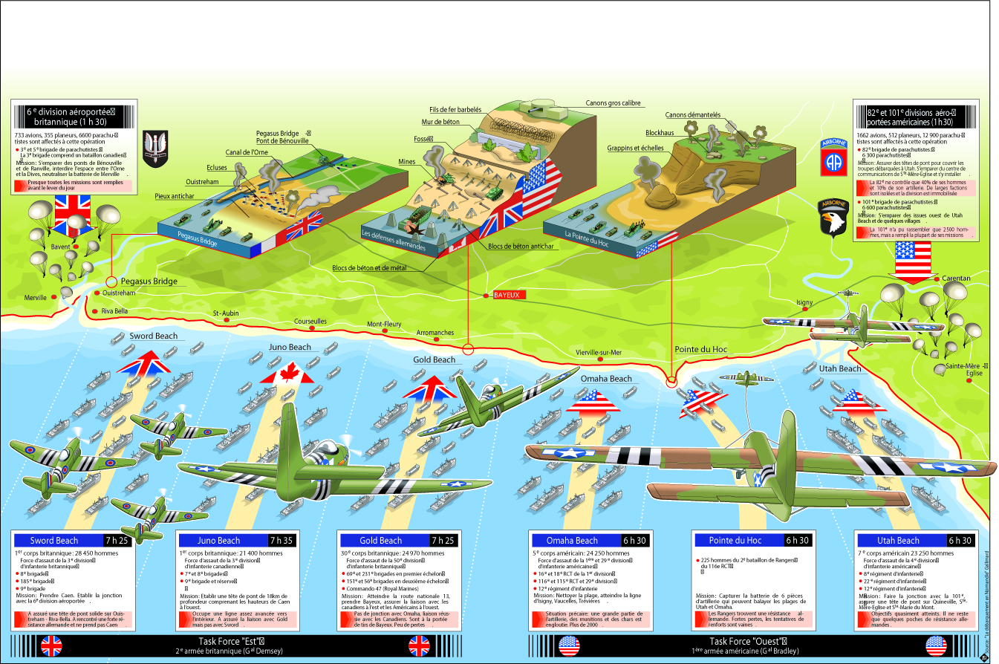 6e division aéroportée
britannique (1 h 30)
733 avions, 355 planeurs, 6600 parachu-
tistes sont affectés à cette opération
3e et 5e brigade de parachutistes.
La 3e brigade comprend un bataillon canadien
Mission: S'emparer des ponts de Bénouville
et de Ranville, interdire l'espace entre l'Orne
et la Dives, neutraliser la batterie de Merville .
Presque toutes les missions sont remplies
avant le lever du jour
Pegasus Bridge -
Pont de Bénouville
Canal de l'Orne
Ecluses
Ouistreham
Pieux antichar
Pegasus Bridge
Fils de fer barbelés
Mur de béton
Fossé
Mines
Canons gros calibre
Les défenses allemandes
Blocs de béton antichar
Blocs de béton et de métal
Canons démantelés
Blockhaus
Grappins et échelles
La Pointe du Hoc
AIRBORNE
AA
AIRBORNE
82e et 101e divisions aéro-
portées américaines (1h30)
1662 avions, 512 planeurs, 12 900 parachu-
tistes sont affectés à cette opération
82e brigade de parachutistes:
6 300 parachutistes
Mission: Assurer des têtes de pont pour couvrir les
troupes débarquées à Utah. S'emparer du centre de
communications de Ste-Mère-Eglise et s'y installer .
La 82e ne contrôle que 40% de ses hommes
et 10% de son artillerie. De larges factions
sont isolées et la division est immobilisée
101e brigade de parachutistes:
6 600 parachutistes
Mission: S'emparer des issues ouest de Utah
Beach et de quelques villages .
La 101e n'a pu rassembler que 2500 hom-
mes, mais a rempli la plupart de ses missions .
Bavent
Merville
Pegasus Bridge
Ouistreham
Riva Bella
St-Aubin
Courseulles
Mont-Fleury
Arromanches
BAYEUX
Vierville-sur-Mer
Pointe du Hoc
Isigny
Carentan
Sainte-Mère -
Eglise
Sword Beach
Juno Beach
Gold Beach
Omaha Beach
Utah Beach
Sword Beach 7 h 25
1er corps britannique : 28 450 hommes
Force d'assaut de la 3e division
d'infanterie britannique
8e brigade
185e brigade
9e brigade
Mission: Prendre Caen. Etablir la jonction
avec la 6e division aéroportée .
A assuré une tête de pont solide sur Ouis-
treham - Riva-Bella. A rencontré une forte ré-
sistance allemande et ne prend pas Caen .
Juno Beach 7 h 35
1er corps britannique : 21 400 hommes
Force d'assaut de la 3e division
d'infanterie canadienne
7e et 8e brigades
9e brigade et réserve
Mission: Etablir une tête de pont de 18km de
profondeur comprenant les hauteurs de Caen
à l'ouest.
Occupe une ligne assez avancée vers
l'intérieur. A assuré la liaison avec Gold
mais pas avec Sword .
Gold Beach 7 h 25
30e corps britannique : 24 970 hommes
Force d'assaut de la 50e division
d'infanterie britannique
69e et 231e brigades en premier échelon
151e et 56e brigades en deuxième échelon
Commando 47 (Royal Marines)
Mission: Atteindre la route nationale 13,
prendre Bayeux, assurer la liaison avec les
canadiens à l'est et les Américains à l'ouest.
Pas de jonction avec Omaha, liaison réus-
sie avec les Canadiens. Sont à la portée
de tirs de Bayeux. Peu de pertes .
Omaha Beach 6 h 30
5e corps américain : 24 250 hommes
Force d'assaut de la 1ère et 29e division
d'infanterie américaines
16e et 18e RCT de la 1er division
116e et 115e RCT et 29e division
12e régiment d'infanterie
Mission: Nettoyer la plage, atteindre la ligne
d'Isigny, Vaucelles, Trévières .
Situation précaire: une grande partie de
l'artillerie, des munitions et des chars est
engloutie. Plus de 2000 .
Pointe du Hoc 6 h 30
225 hommes du 2e bataillon de Rangers
du 116e RCT
Mission: Capturer la batterie de 6 pièces
d'artillerie qui peuvent balayer les plages de
Utah et Omaha.
Les Rangers trouvent une résistance al-
lemande. Fortes pertes, les tentatives de
renforts sont vaines .
Utah Beach 6 h 30
7e corps américain 23 250 hommes
Force d'assaut de la 4e division
d'infanterie américaine
8e régiment d'infanterie
22e régiment d'infanterie
12e régiment d'infanterie
Mission: Faire la jonction avec la 101e,
assurer une tête de pont sur Quineville, Ste-
Mère-Eglise et Ste-Marie du Mont.
Objectifs quasiment atteints. Il ne reste
que quelques poches de résistance alle-
mandes .
Task Force "Est"
2e armée britannique (Gal Demsey)
Task Force "Ouest"
1ère armée américaine (Gal Bradley)
Source: "Le débarquement en Normandie" Gallimard